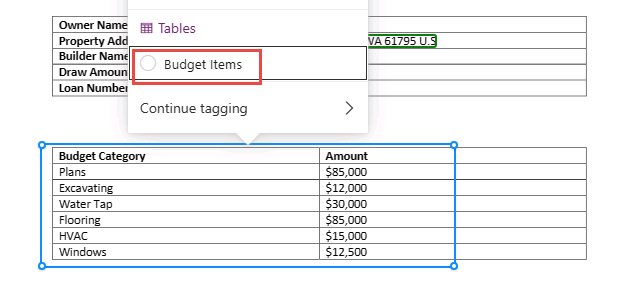 Owner Name
Tables
Property Add
VA 61795 U.S
Builder Name
Budget Items
Draw Amoun
Loan Number
Continue tagging
Budget Category Amount
Plans $85,000
Excavating $12,000
Water Tap $30,000
Flooring $85,000
HVAC $15,000
Windows $12,500